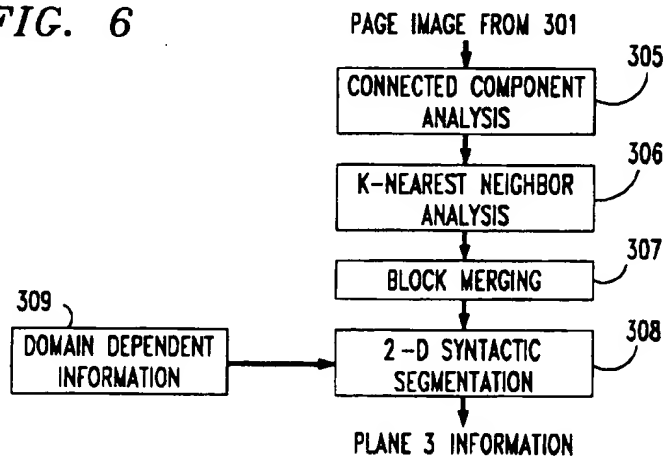 FIG. 6
PAGE IMAGE FROM 301
305
CONNECTED COMPONENT
ANALYSIS
306
K-NEAREST NEIGHBOR
ANALYSIS
307
BLOCK MERGING
309
308
DOMAIN DEPENDENT
INFORMATION
2-D SYNTACTIC
SEGMENTATION
PLANE 3 INFORMATION